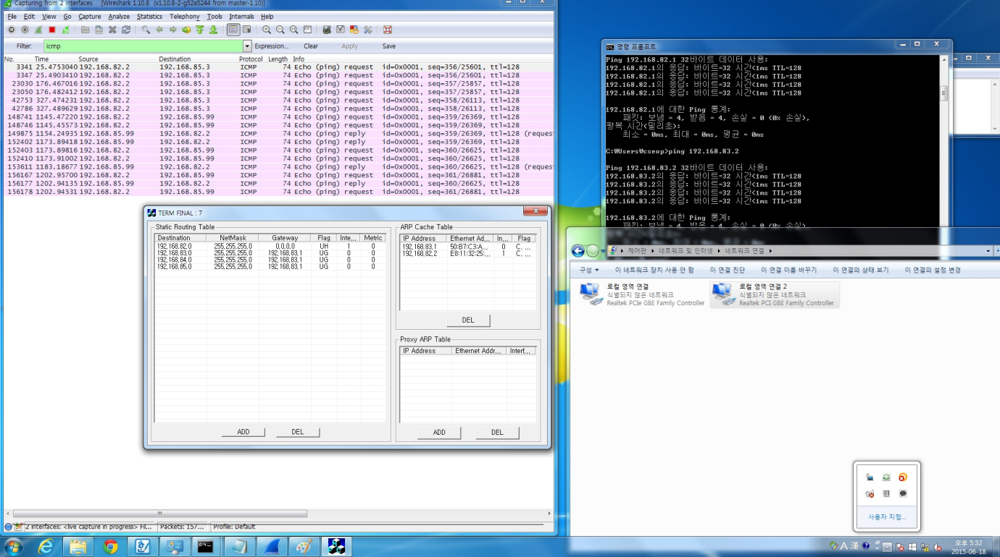 Capturing from 2 interfaces [Wireshark 1.10.8 (v1.10.8-2-g52a5244 from master-1.10)]
File Edit View Go Capture Analyze Statistics Telephony Tools Internals Help
Filter: icmp Expression... Clear Apply Save
No. Time Source Destination Protocol Length Info
3341 25.4753040 192.168.82.2 192.168.85.3 ICMP 74 Echo (ping) request id=0x0001, seq=356/25601, ttl=128
3347 25.4903410 192.168.82.2 192.168.85.3 ICMP 74 Echo (ping) request id=0x0001, seq=356/25601, ttl=128
23030 176.467016 192.168.82.2 192.168.85.3 ICMP 74 Echo (ping) request id=0x0001, seq=357/25857, ttl=128
23050 176.482412 192.168.82.2 192.168.85.3 ICMP 74 Echo (ping) request id=0x0001, seq=357/25857, ttl=128
42753 327.474231 192.168.82.2 192.168.85.3 ICMP 74 Echo (ping) request id=0x0001, seq=358/26113, ttl=128
42786 327.489629 192.168.82.2 192.168.85.3 ICMP 74 Echo (ping) request id=0x0001, seq=358/26113, ttl=128
148741 1145.47220 192.168.82.2 192.168.85.99 ICMP 74 Echo (ping) request id=0x0001, seq=359/26369, ttl=128
148746 1145.45573 192.168.82.2 192.168.85.99 ICMP 74 Echo (ping) request id=0x0001, seq=359/26369, ttl=128
149875 1154.24935 192.168.85.99 192.168.82.2 ICMP 74 Echo (ping) reply id=0x0001, seq=359/26369, ttl=128 (reques
152402 1173.89418 192.168.85.99 192.168.82.2 ICMP 74 Echo (ping) reply id=0x0001, seq=359/26369, ttl=128
152403 1173.89816 192.168.82.2 192.168.85.99 ICMP 74 Echo (ping) request id=0x0001, seq=360/26625, ttl=128
152410 1173.91002 192.168.82.2 192.168.85.99 ICMP 74 Echo (ping) request id=0x0001, seq=360/26625, ttl=128
153611 1183.18677 192.168.85.99 192.168.82.2 ICMP 74 Echo (ping) reply id=0x0001, seq=360/26625, ttl=128 (reques
156167 1202.95700 192.168.82.2 192.168.85.99 ICMP 74 Echo (ping) request id=0x0001, seq=361/26881, ttl=128
156177 1202.94135 192.168.85.99 192.168.82.2 ICMP 74 Echo (ping) reply id=0x0001, seq=360/26625, ttl=128
156178 1202.94531 192.168.82.2 192.168.85.99 ICMP 74 Echo (ping) request id=0x0001, seq=361/26881, ttl=128
TERM FINAL : 7
Static Routing Table
Destination NetMask Gateway Flag Inte... Metric
192.168.82.0 255.255.255.0 0.0.0.0 UH 1 0
192.168.83.0 255.255.255.0 192.168.83.1 UG 0 0
192.168.84.0 255.255.255.0 192.168.83.1 UG 0 0
192.168.85.0 255.255.255.0 192.168.83.1 UG 0 0
ADD DEL
ARP Cache Table
IP Address Ethernet Ad... In... Flag
192.168.83.1 50:B7:C3:A... 0 C, ...
192.168.82.2 E8:11:32:25:... 1 C, ...
DEL
Proxy ARP Table
IP Address Ethernet Addr... Interf...
ADD DEL
2 interfaces: <live capture in progress> Fil... Packets: 157... Profile: Default
명령 프롬프트
Ping 192.168.82.1 32바이트 데이터 사용:
192.168.82.1의 응답: 바이트=32 시간<1ms TTL=128
192.168.82.1의 응답: 바이트=32 시간<1ms TTL=128
192.168.82.1의 응답: 바이트=32 시간<1ms TTL=128
192.168.82.1의 응답: 바이트=32 시간<1ms TTL=128
192.168.82.1에 대한 Ping 통계:
패킷: 보냄 = 4, 받음 = 4, 손실 = 0 (0% 손실),
왕복 시간(밀리초):
최소 = 0ms, 최대 = 0ms, 평균 = 0ms
C:\Users\cseop>ping 192.168.83.2
Ping 192.168.83.2 32바이트 데이터 사용:
192.168.83.2의 응답: 바이트=32 시간<1ms TTL=128
192.168.83.2의 응답: 바이트=32 시간<1ms TTL=128
192.168.83.2의 응답: 바이트=32 시간<1ms TTL=128
192.168.83.2의 응답: 바이트=32 시간<1ms TTL=128
192.168.83.2에 대한 Ping 통계:
패킷: 보냄 = 4, 받음 = 4, 손실 = 0 (0% 손실),
제어판 네트워크 및 인터넷 네트워크 연결
구성 이 네트워크 장치 사용 안 함 이 연결 진단 이 연결 이름 바꾸기 이 연결의 상태 보기 이 연결의 설정 변경
로컬 영역 연결
식별되지 않은 네트워크
Realtek PCIe GBE Family Controller
로컬 영역 연결 2
식별되지 않은 네트워크
Realtek PCI GBE Family Controller
한
사용자 지정...
A 漢
오후 5:32
2015-06-18